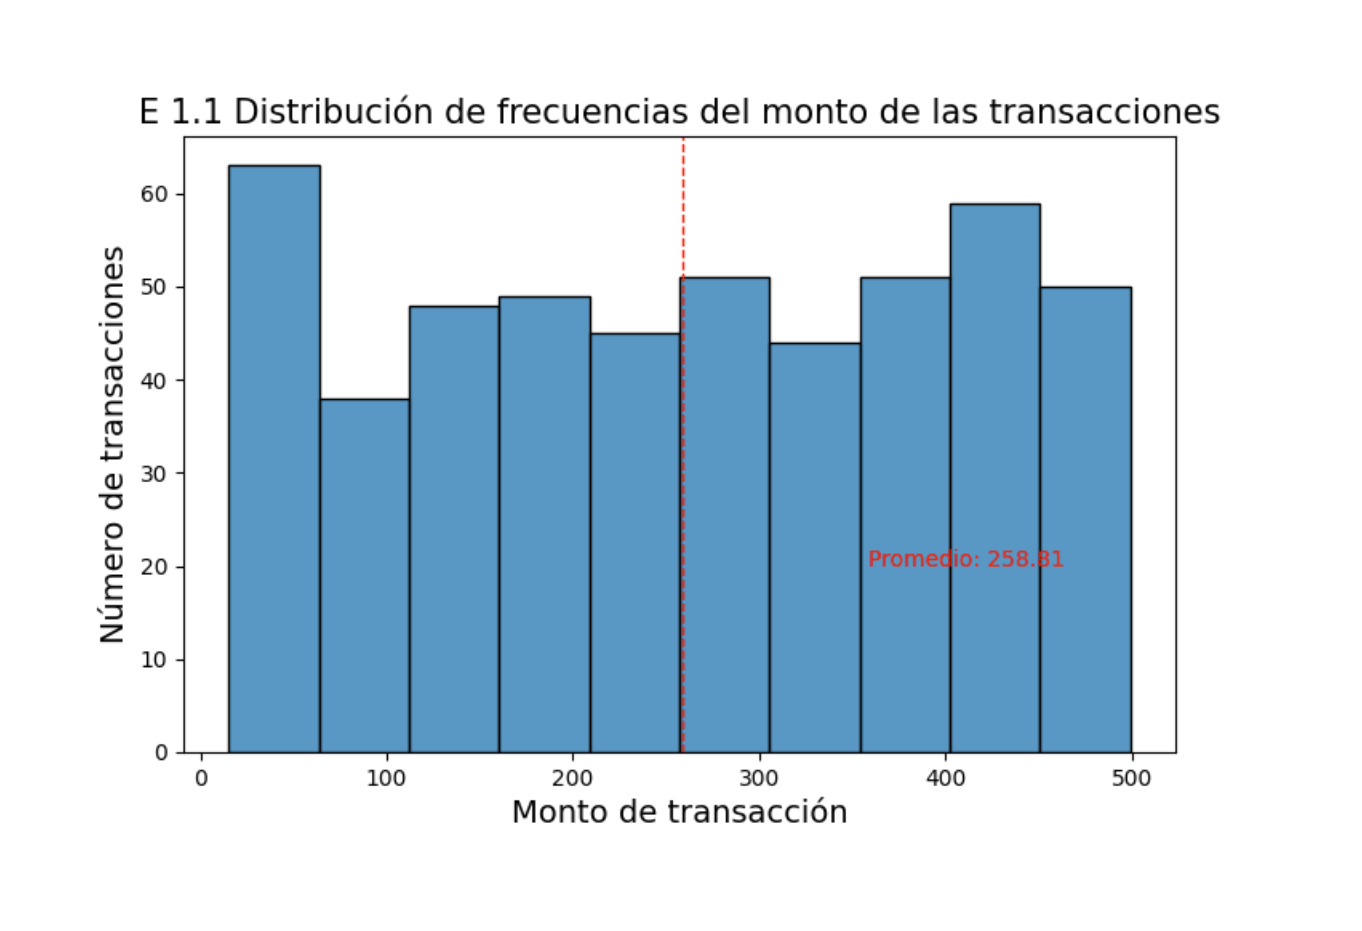 E 1.1 Distribución de frecuencias del monto de las transacciones
60
50
40
30
20
10
0
Número de transacciones
Promedio: 258.81
0 100 200 300 400 500
Monto de transacción